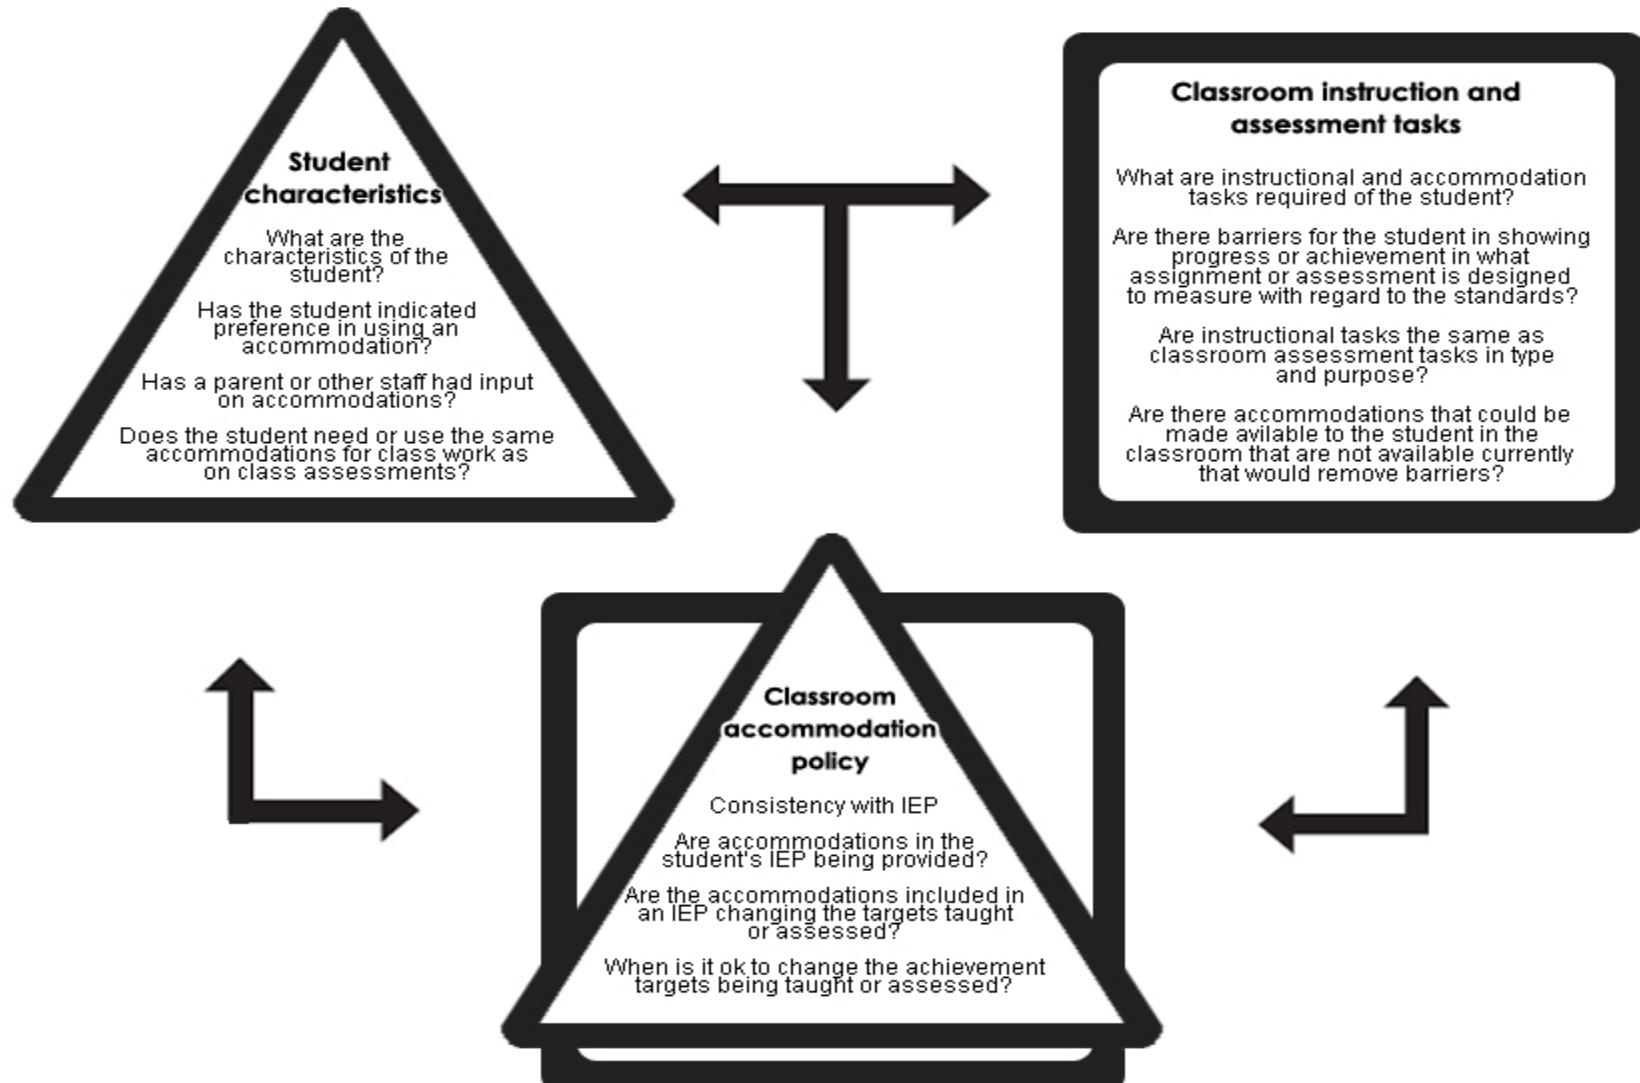 Student
characteristics
What are the
characteristics of the
student?
Has the student indicated
preference in using an
accommodation?
Has a parent or other staff had input
on accommodations?
Does the student need or use the same
accommodations for class work as
on class assessments?
Classroom instruction and
assessment tasks
What are instructional and accommodation
tasks required of the student?
Are there barriers for the student in showing
progress or achievement in what
assignment or assessment is designed
to measure with regard to the standards?
Are instructional tasks the same as
classroom assessment tasks in type
and purpose?
Are there accommodations that could be
made avilable to the student in the
classroom that are not available currently
that would remove barriers?
Classroom
accommodation
policy
Consistency with IEP
Are accommodations in the
student's IEP being provided?
Are the accommodations included in
an IEP changing the targets taught
or assessed?
When is it ok to change the achievement
targets being taught or assessed?